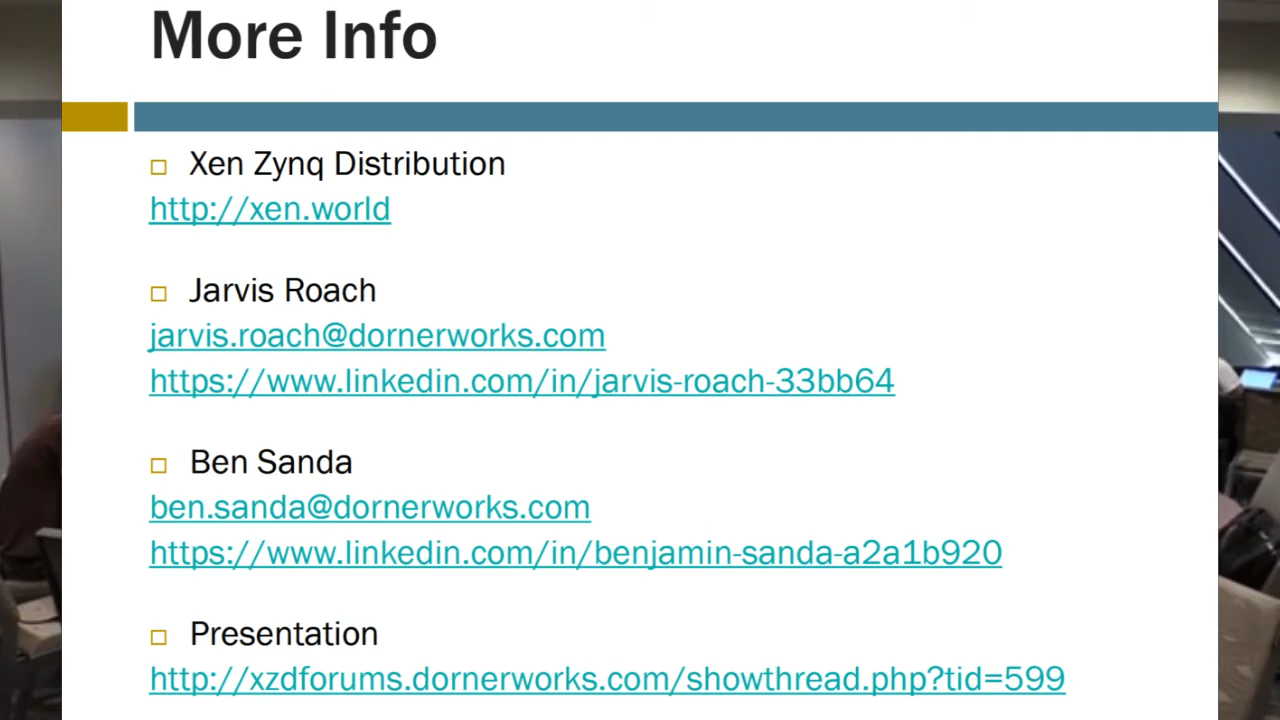 More Info
Xen Zynq Distribution
http://xen.world
Jarvis Roach
jarvis.roach@dornerworks.com
https://www.linkedin.com/in/jarvis-roach-33bb64
Ben Sanda
ben.sanda@dornerworks.com
https://www.linkedin.com/in/benjamin-sanda-a2a1b920
Presentation
http://xzdforums.dornerworks.com/showthread.php?tid=599